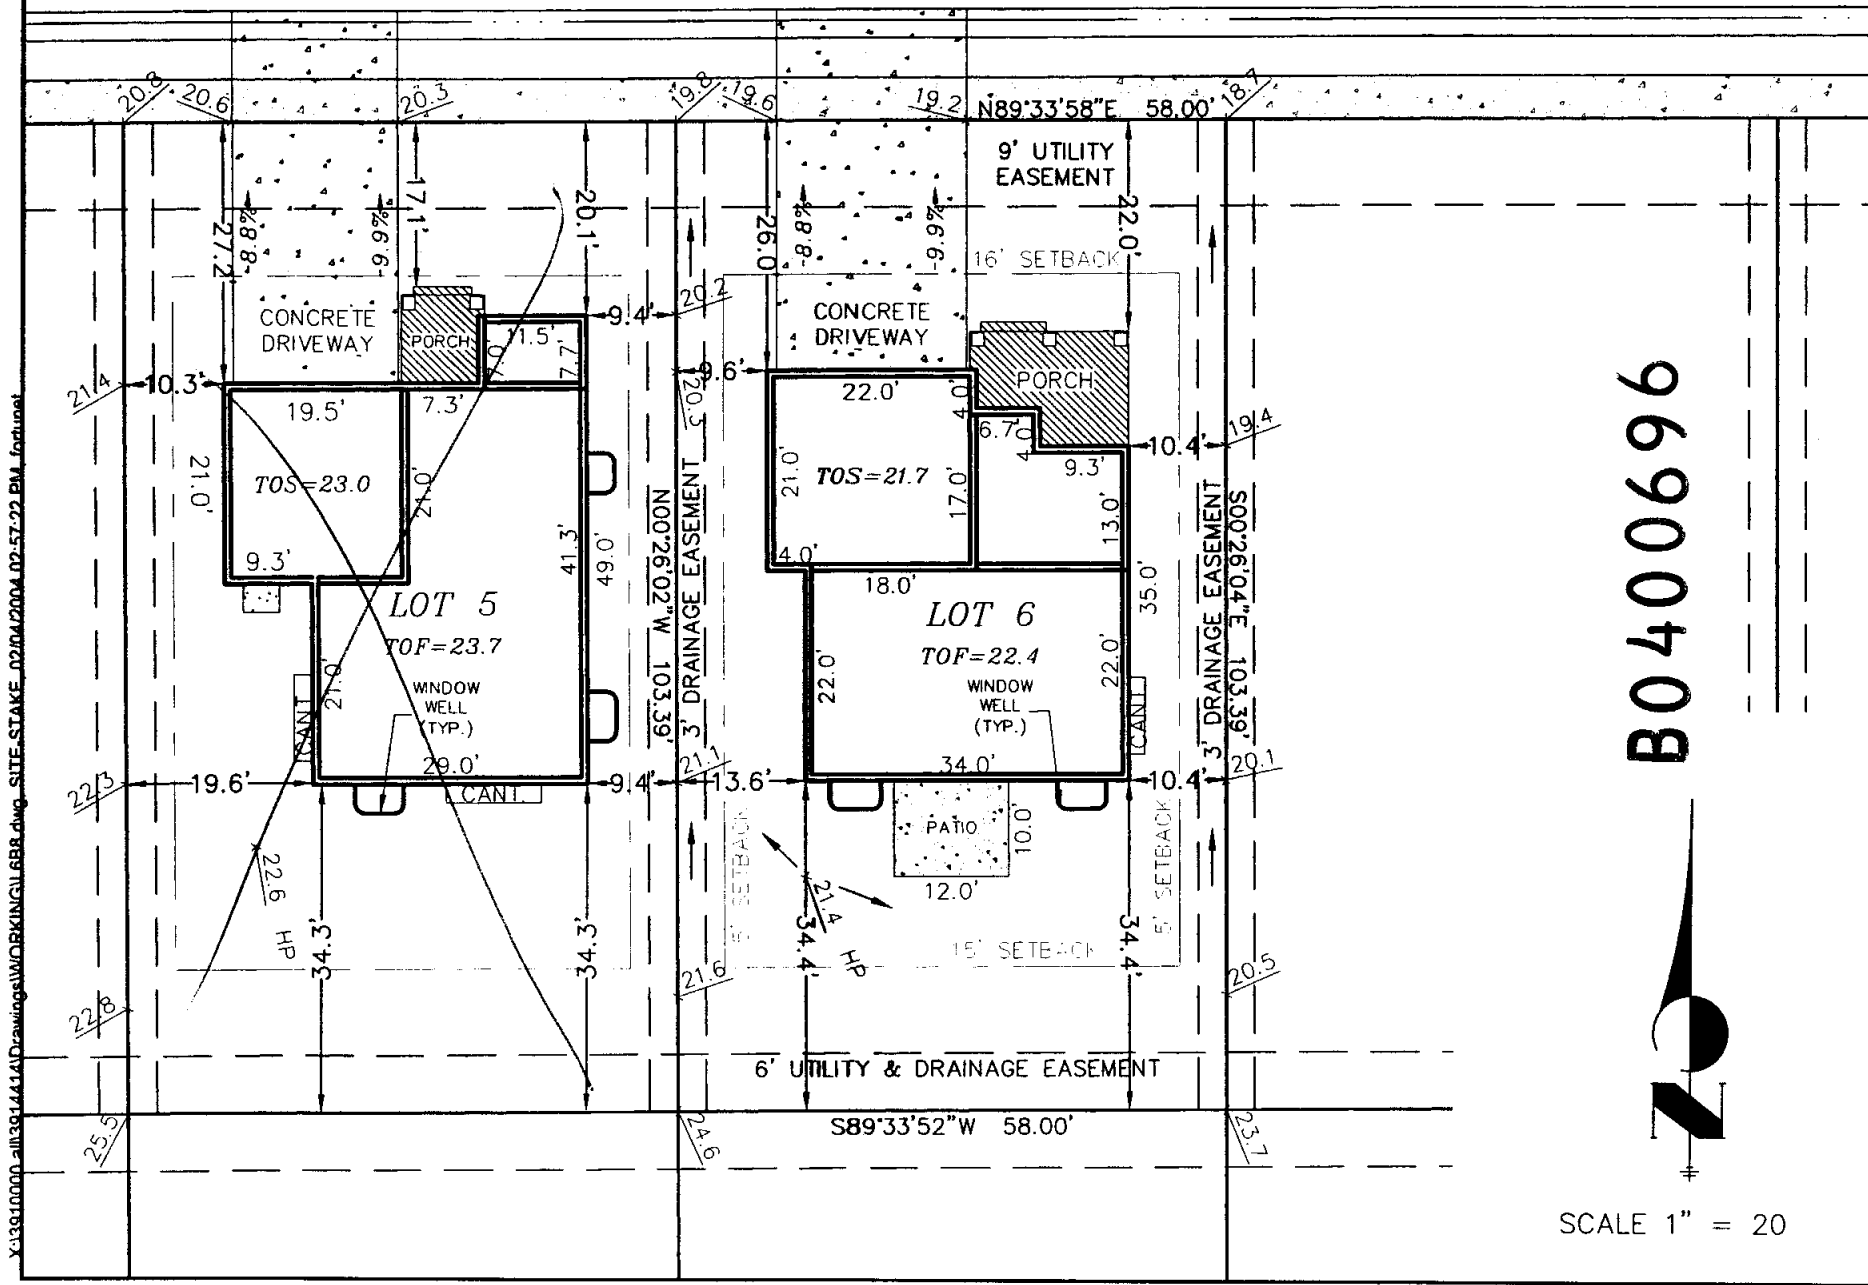 20.8
20.6
20.3
19.8
19.6
19.2
N89°33'58"E 58.00'
18.7
9' UTILITY
EASEMENT
27.2'
-8.8%
-6.6%
17.1'
20.1'
26.0'
-8.8%
-9.6%
22.0'
16' SETBACK
CONCRETE
DRIVEWAY
PORCH
11.5'
7.0'
7.7'
9.4'
20.2
CONCRETE
DRIVEWAY
PORCH
21.4
10.3'
19.5'
7.3'
9.6'
20.3
22.0'
4.0'
6.7'
4.0'
9.3'
10.4'
19.4
21.0'
TOS=23.0
21.0'
41.3'
49.0'
N00°26'02"W 103.39'
3' DRAINAGE EASEMENT
21.0'
TOS=21.7
17.0'
13.0'
35.0'
3' DRAINAGE EASEMENT
S00°26'04"E 103.39'
9.3'
4.0'
18.0'
LOT 5
TOF=23.7
LOT 6
TOF=22.4
21.0'
WINDOW
WELL
(TYP.)
CANT.
22.0'
WINDOW
WELL
(TYP.)
22.0'
CANT.
22.3
19.6'
29.0'
CANT.
9.4'
21.1
13.6'
34.0'
10.4'
20.1
PATIO
10.0'
12.0'
22.6 HP
5' SETBACK
21.4 HP
5' SETBACK
34.3'
34.3'
34.4'
15' SETBACK
34.4'
22.8
21.6
20.5
6' UTILITY & DRAINAGE EASEMENT
S89°33'52"W 58.00'
25.5
24.6
23.7
B0400696
N
SCALE 1" = 20